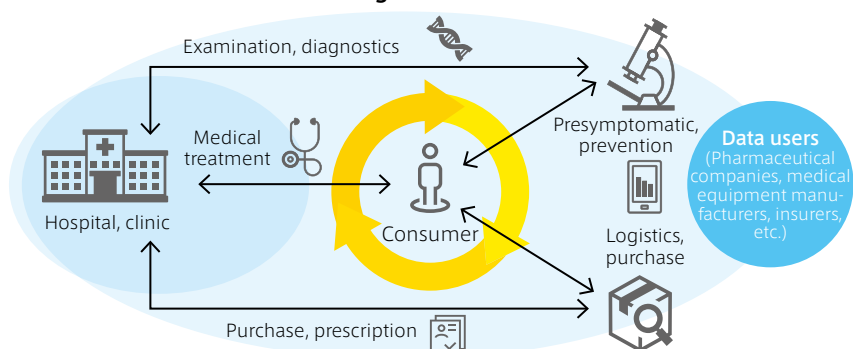 Examination, diagnostics
Medical
treatment
Hospital, clinic
Consumer
Presymptomatic,
prevention
Logistics,
purchase
Data users
(Pharmaceutical
companies, medical
equipment manu-
facturers, insurers,
etc.)
Purchase, prescription